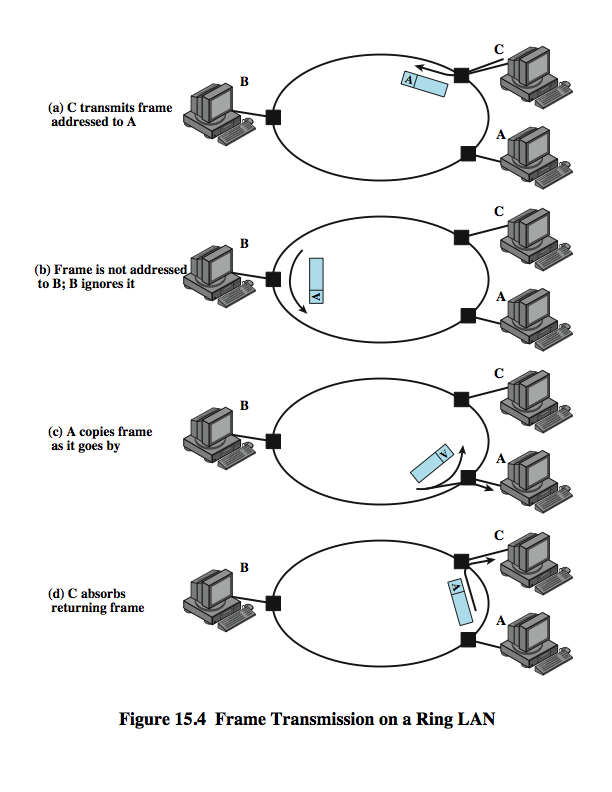 C
B
A
(a) C transmits frame
addressed to A
A
C
B
(b) Frame is not addressed
to B; B ignores it
A
A
C
B
(c) A copies frame
as it goes by
A
A
C
B
(d) C absorbs
returning frame
A
A
Figure 15.4 Frame Transmission on a Ring LAN